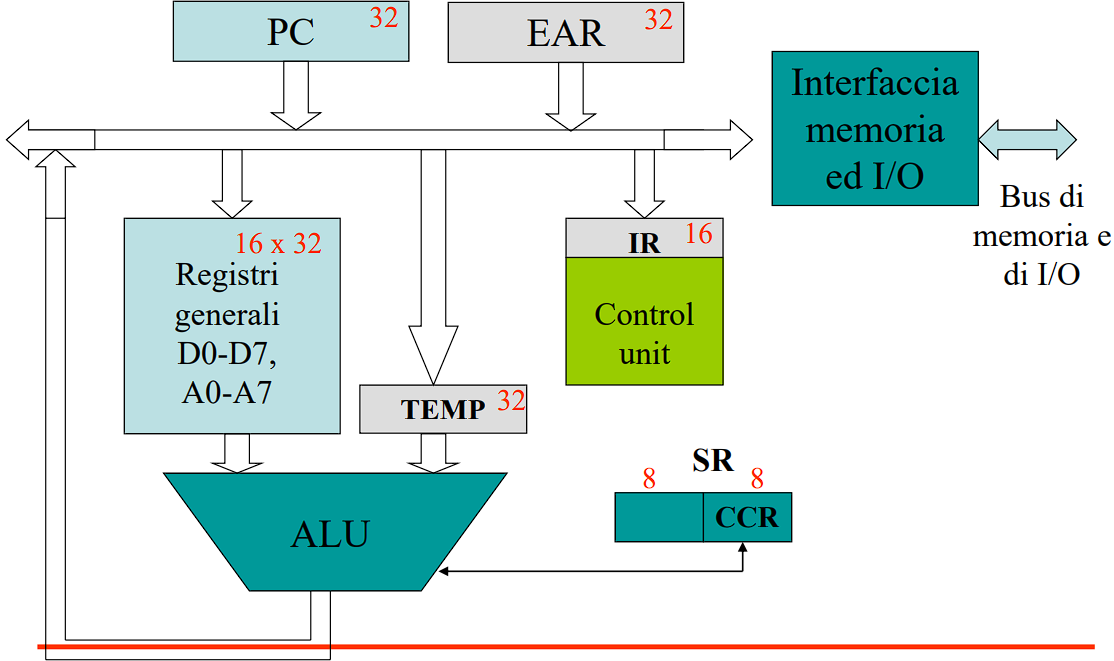 PC 32
EAR 32
Interfaccia
memoria
ed I/O
Bus di
memoria e
di I/O
16 x 32
Registri
generali
D0-D7,
A0-A7
IR 16
Control
unit
TEMP 32
ALU
SR
8 8
CCR